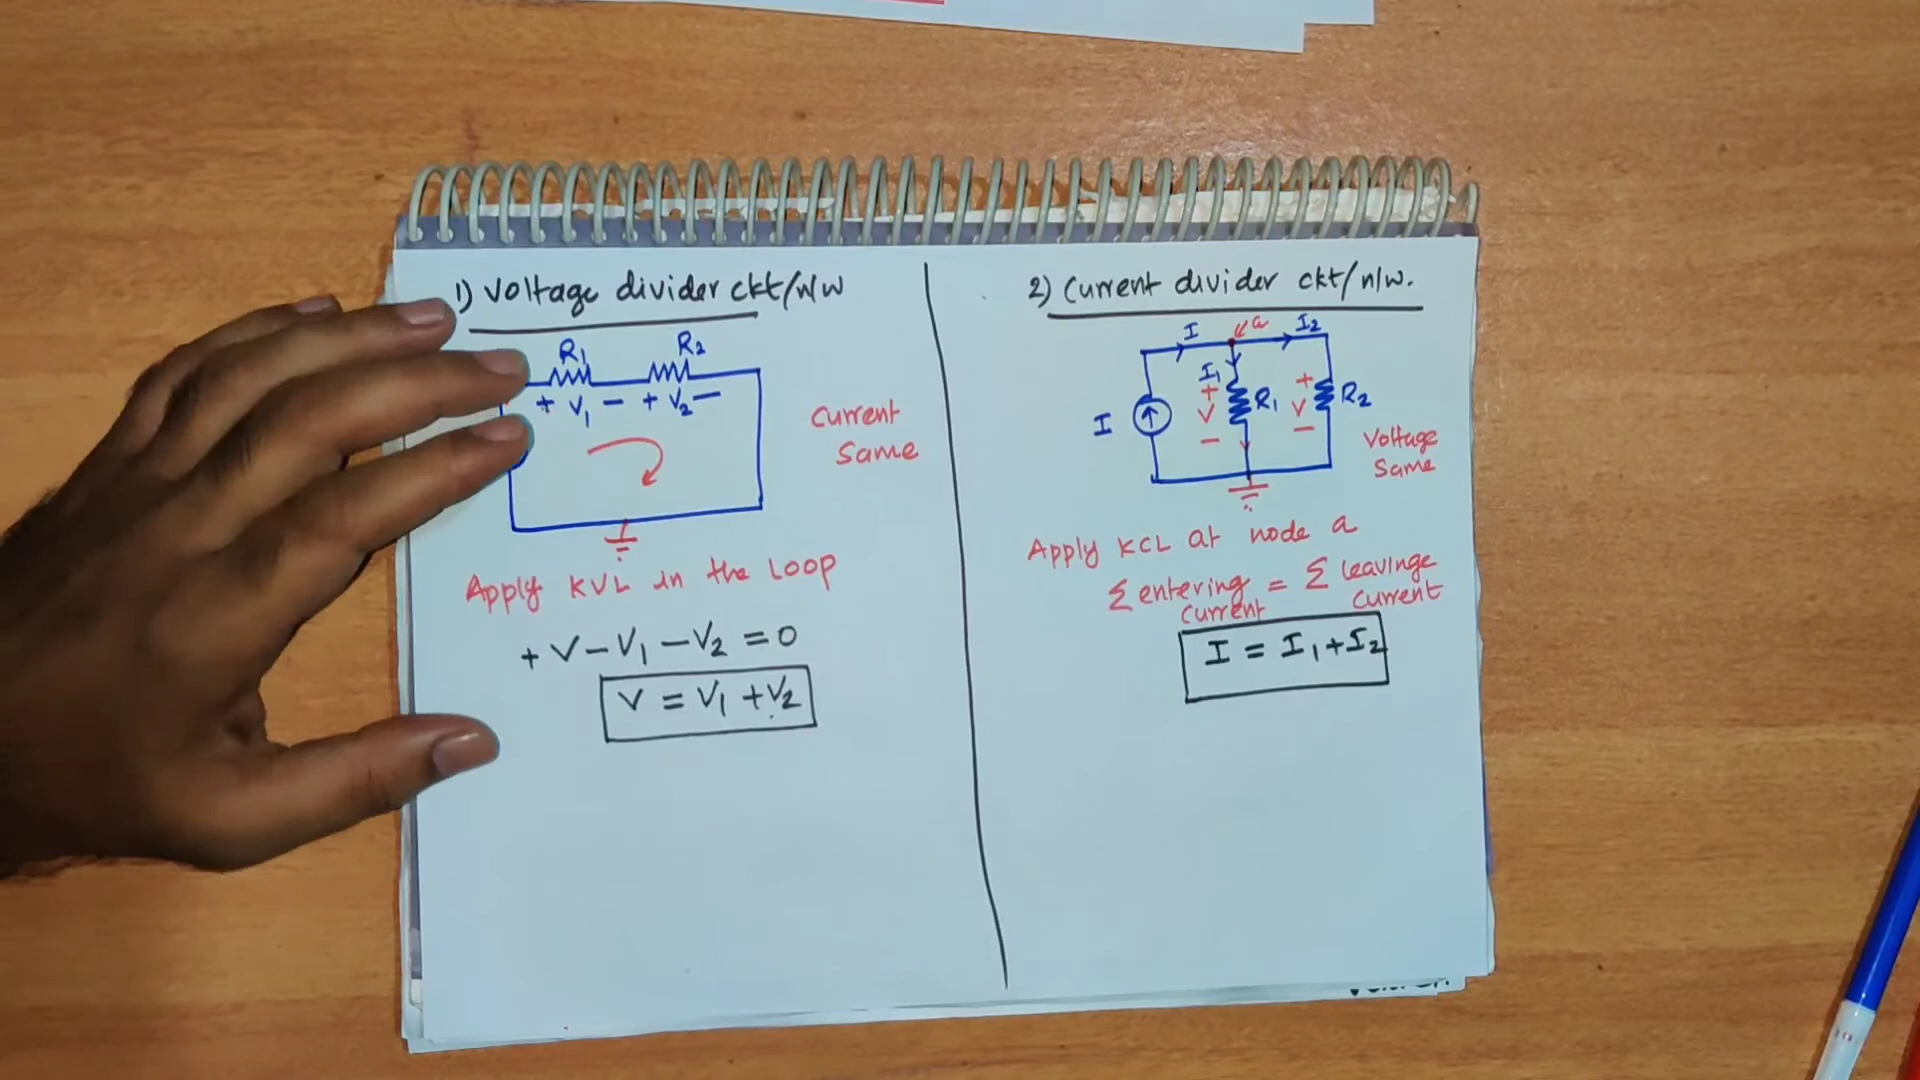 1) Voltage divider ckt/n/w
R1
R2
+ V1 - + V2 -
Current
Same
Apply KVL in the Loop
+ V - V1 - V2 = 0
V = V1 + V2
2) Current divider ckt/n/w.
I
a
I2
I1
+
V
-
R1
+
V
-
R2
I
Voltage
Same
Apply KCL at node a
Σ entering current = Σ leavinge current
I = I1 + I2